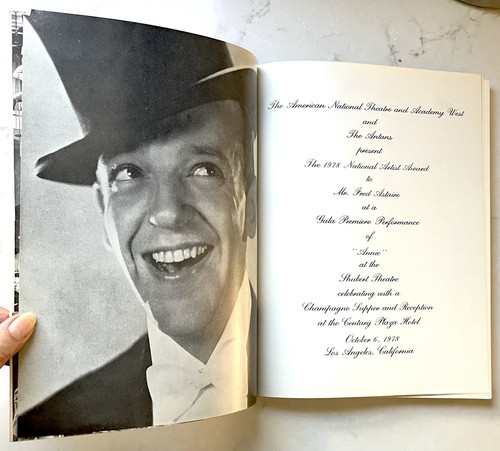 The American National Theatre and Academy West
and
The Antans
present
The 1978 National Artist Award
to
Mr. Fred Astaire
at a
Gala Premiere Performance
of
"Annie"
at the
Shubert Theatre
celebrating with a
Champagne Supper and Reception
at the Century Plaza Hotel
October 6, 1978
Los Angeles, California